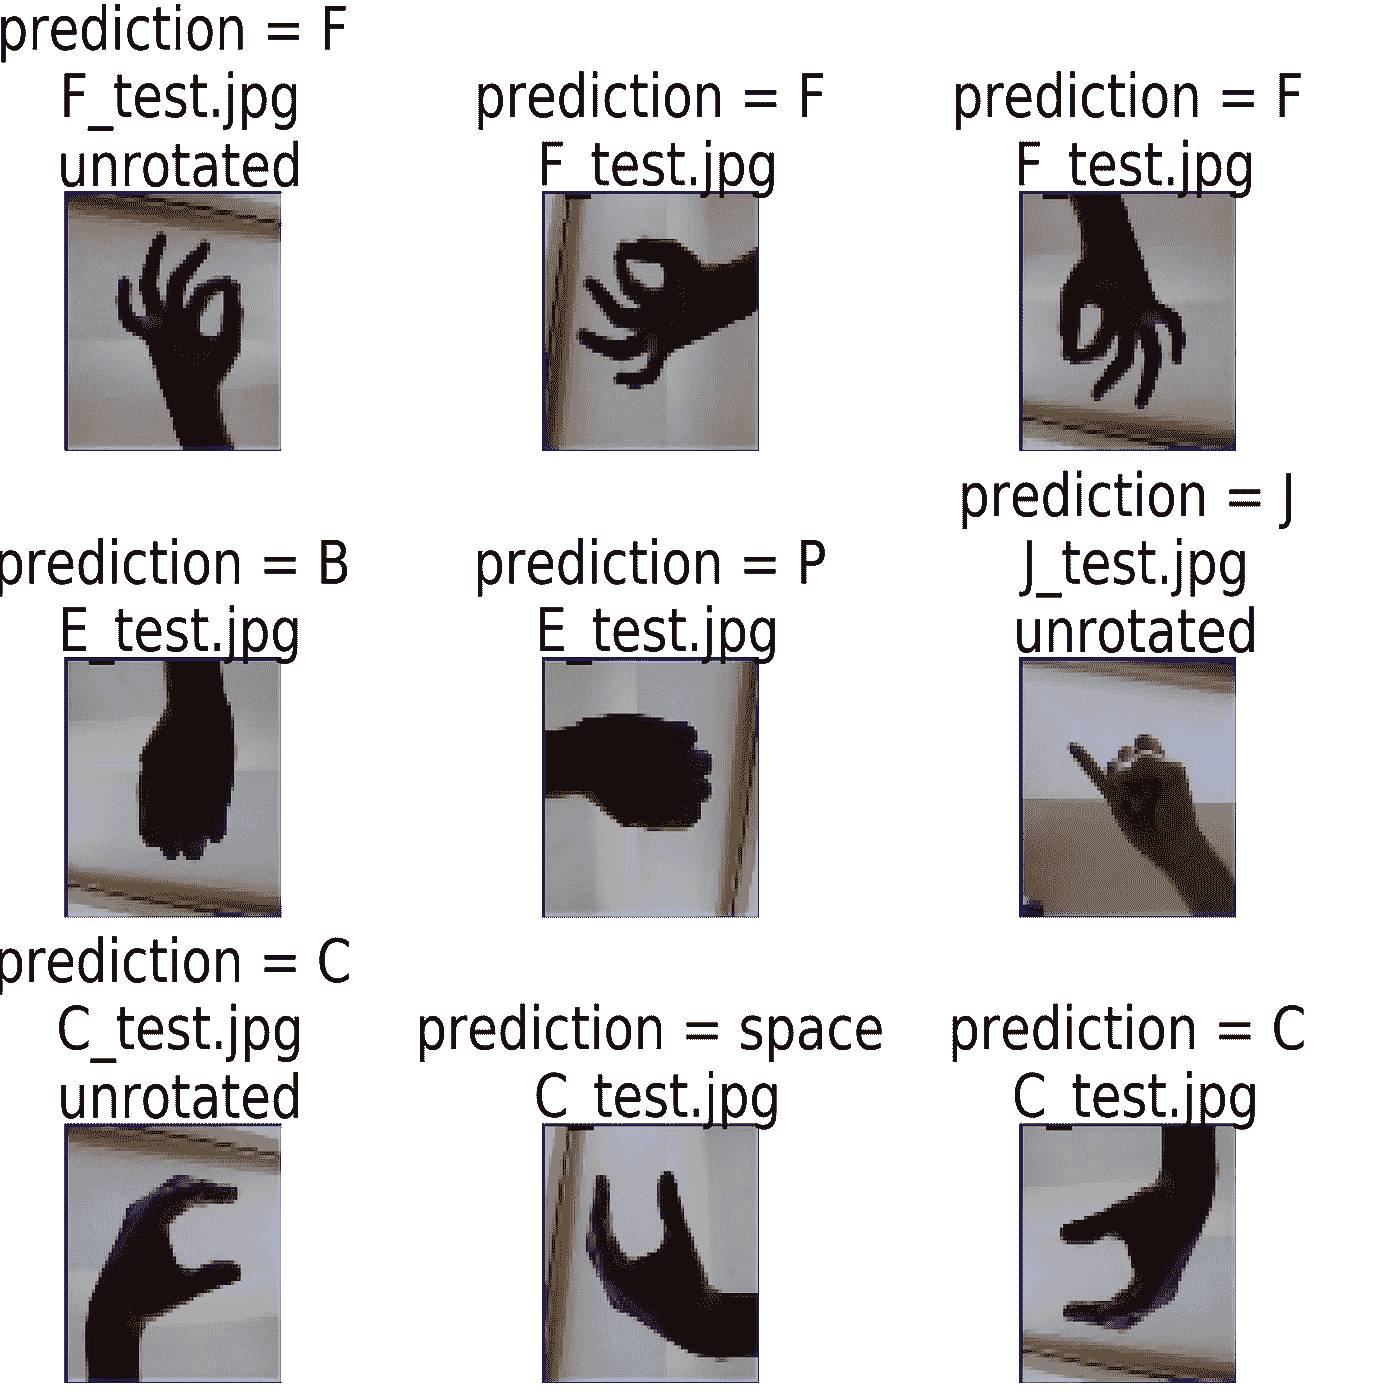 prediction = F
F_test.jpg
unrotated
prediction = F
F_test.jpg
prediction = F
F_test.jpg
prediction = B
E_test.jpg
prediction = P
E_test.jpg
prediction = J
J_test.jpg
unrotated
prediction = C
C_test.jpg
unrotated
prediction = space
C_test.jpg
prediction = C
C_test.jpg